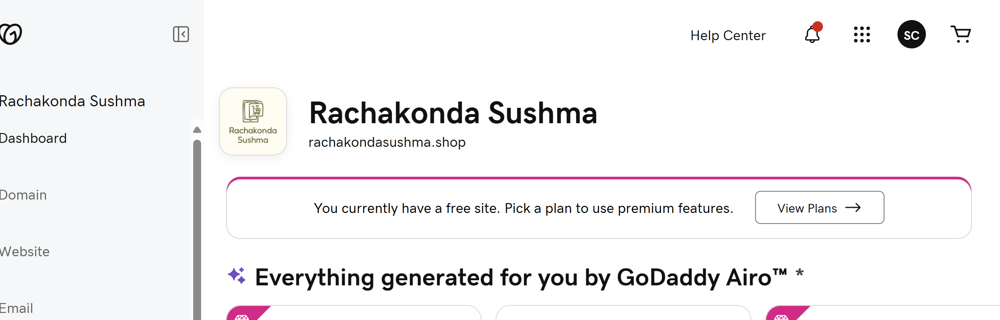 Help Center
SC
Rachakonda Sushma
Dashboard
Domain
Website
Email
Rachakonda
Sushma
Rachakonda Sushma
rachakondasushma.shop
You currently have a free site. Pick a plan to use premium features.
View Plans →
Everything generated for you by GoDaddy Airo™ *